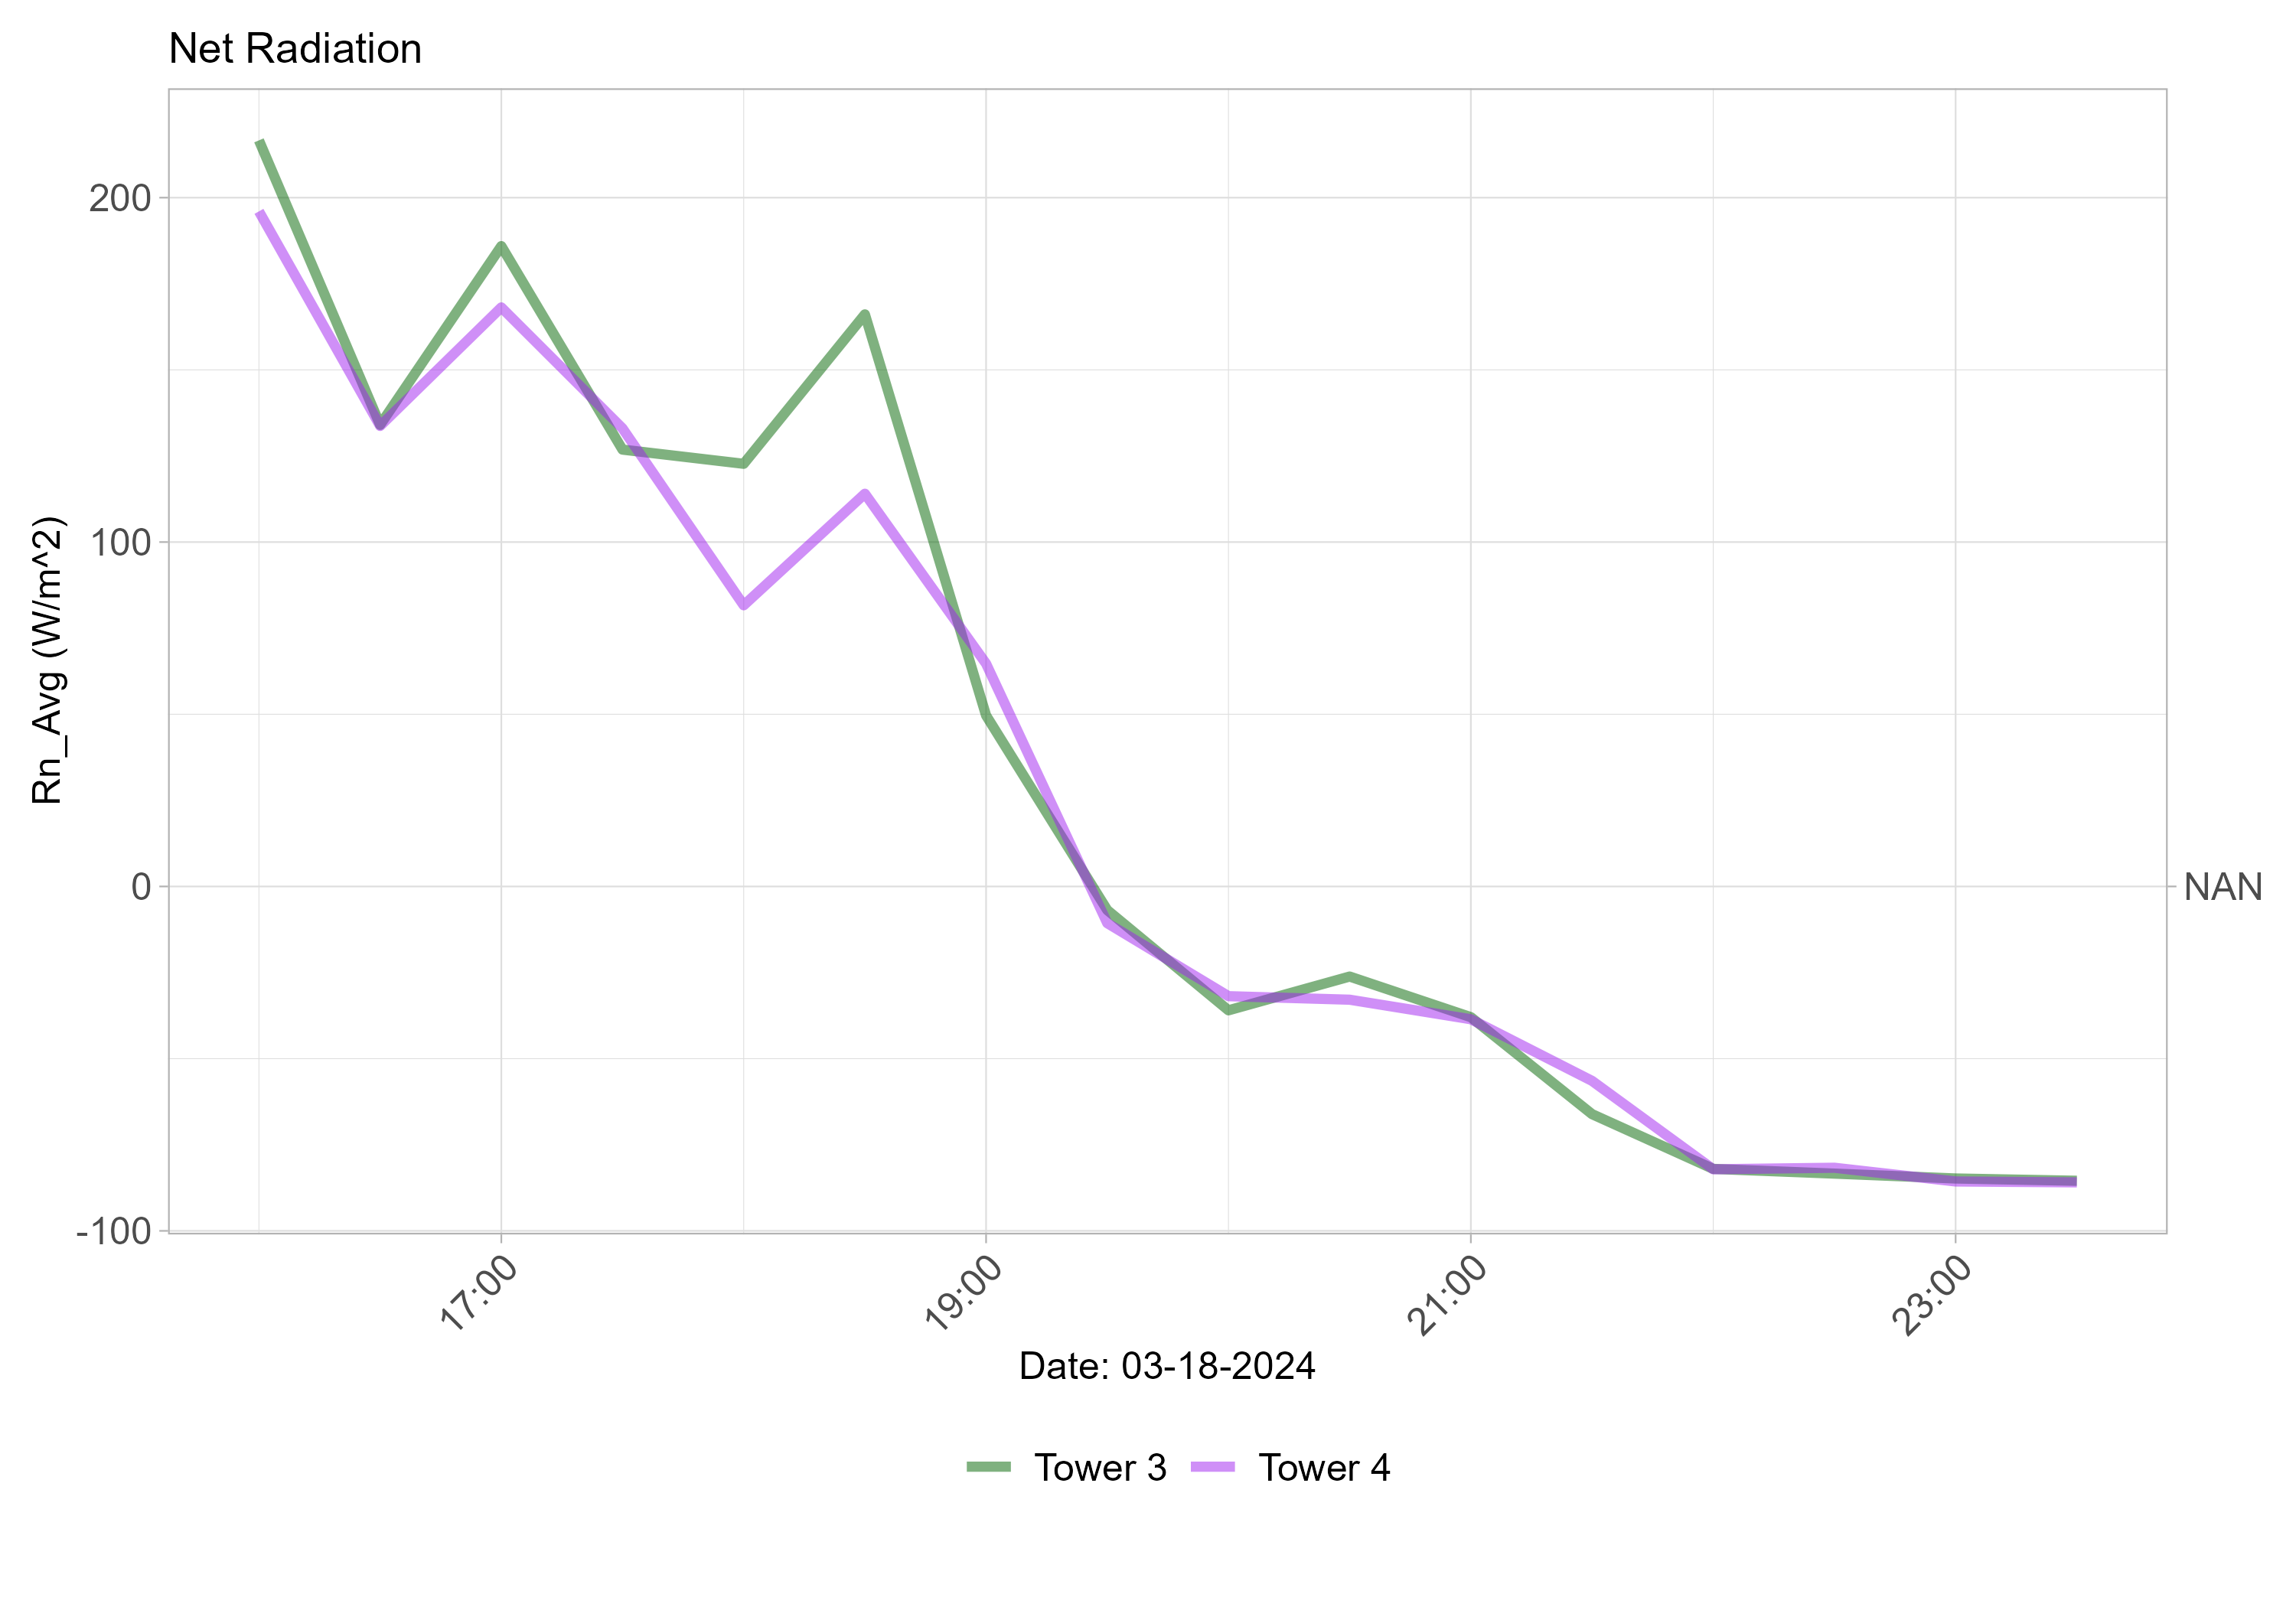 Net Radiation
Rn_Avg (W/m^2)
200
100
0
-100
NAN
17:00
19:00
21:00
23:00
Date: 03-18-2024
Tower 3
Tower 4